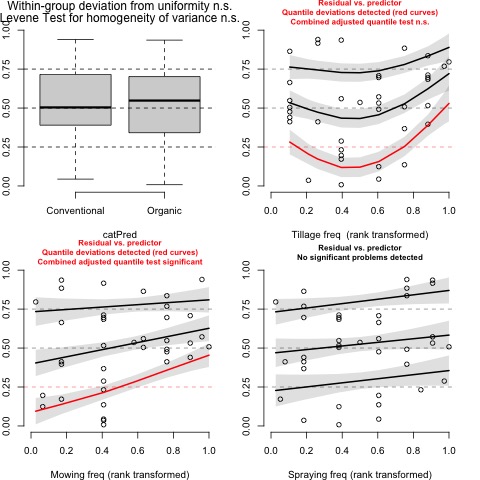 Within-group deviation from uniformity n.s.
Levene Test for homogeneity of variance n.s.
0.00 0.25 0.50 0.75 1.00
Conventional Organic
catPred
Residual vs. predictor
Quantile deviations detected (red curves)
Combined adjusted quantile test n.s.
0.00 0.25 0.50 0.75 1.00
0.0 0.2 0.4 0.6 0.8 1.0
Tillage freq (rank transformed)
Residual vs. predictor
Quantile deviations detected (red curves)
Combined adjusted quantile test significant
0.00 0.25 0.50 0.75 1.00
0.0 0.2 0.4 0.6 0.8 1.0
Mowing freq (rank transformed)
Residual vs. predictor
No significant problems detected
0.00 0.25 0.50 0.75 1.00
0.0 0.2 0.4 0.6 0.8 1.0
Spraying freq (rank transformed)